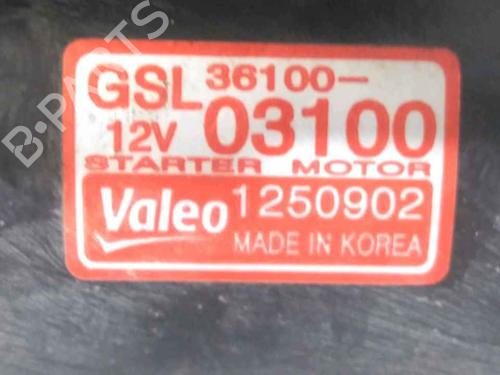 GSL 36100-
12V 03100
STARTER MOTOR
Valeo 1250902
MADE IN KOREA
B-PARTS